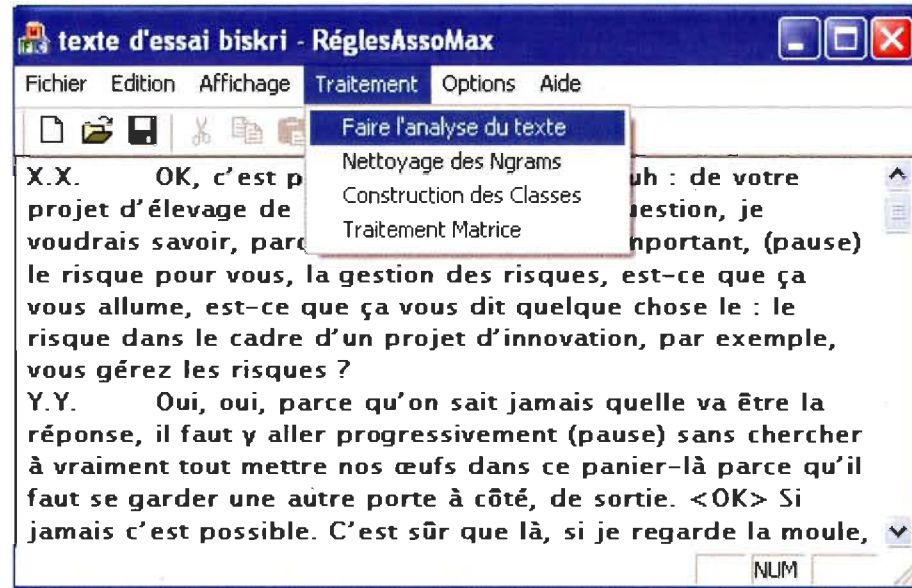 texte d'essai biskri - RéglesAssoMax
Fichier Edition Affichage Traitement Options Aide
Faire l'analyse du texte
Nettoyage des Ngrams
Construction des Classes
Traitement Matrice
X.X. OK, c'est p uh : de votre
projet d'élevage de estion, je
voudrais savoir, parc portant, (pause)
le risque pour vous, la gestion des risques, est-ce que ça
vous allume, est-ce que ça vous dit quelque chose le : le
risque dans le cadre d'un projet d'innovation, par exemple,
vous gérez les risques ?
Y.Y. Oui, oui, parce qu'on sait jamais quelle va être la
réponse, il faut y aller progressivement (pause) sans chercher
à vraiment tout mettre nos œufs dans ce panier-là parce qu'il
faut se garder une autre porte à côté, de sortie. <OK> Si
jamais c'est possible. C'est sûr que là, si je regarde la moule,
NUM